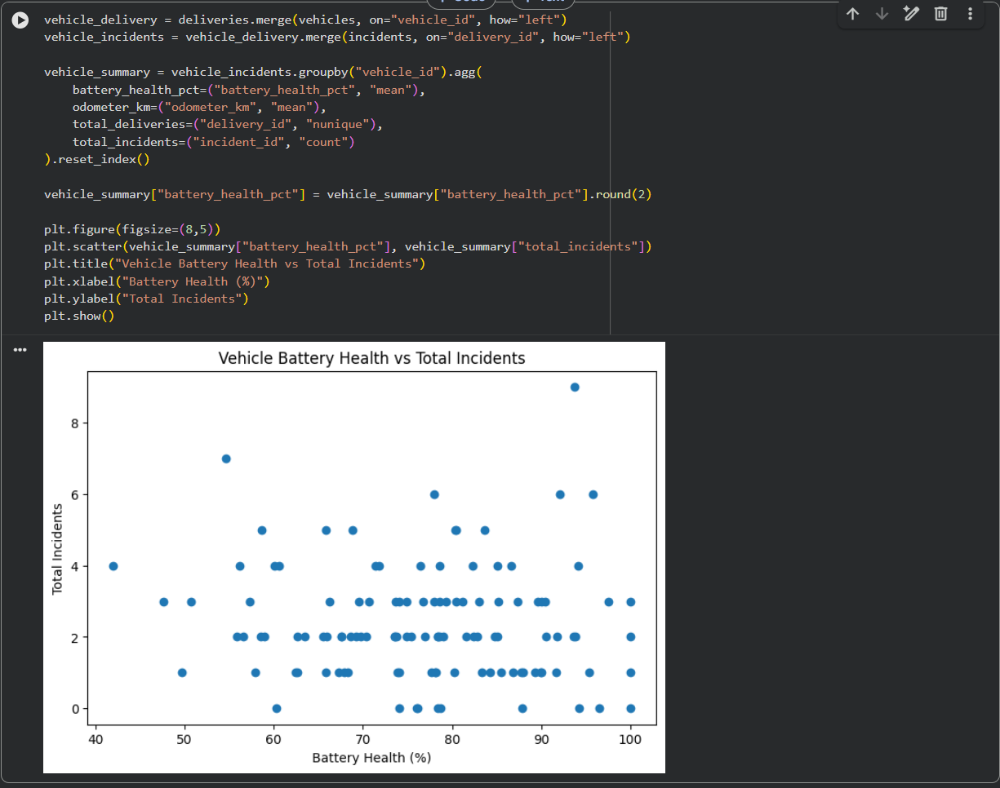 vehicle_delivery = deliveries.merge(vehicles, on="vehicle_id", how="left")
vehicle_incidents = vehicle_delivery.merge(incidents, on="delivery_id", how="left")
vehicle_summary = vehicle_incidents.groupby("vehicle_id").agg(
    battery_health_pct=("battery_health_pct", "mean"),
    odometer_km=("odometer_km", "mean"),
    total_deliveries=("delivery_id", "nunique"),
    total_incidents=("incident_id", "count")
).reset_index()
vehicle_summary["battery_health_pct"] = vehicle_summary["battery_health_pct"].round(2)
plt.figure(figsize=(8,5))
plt.scatter(vehicle_summary["battery_health_pct"], vehicle_summary["total_incidents"])
plt.title("Vehicle Battery Health vs Total Incidents")
plt.xlabel("Battery Health (%)")
plt.ylabel("Total Incidents")
plt.show()
Vehicle Battery Health vs Total Incidents
Total Incidents
8
6
4
2
0
40 50 60 70 80 90 100
Battery Health (%)